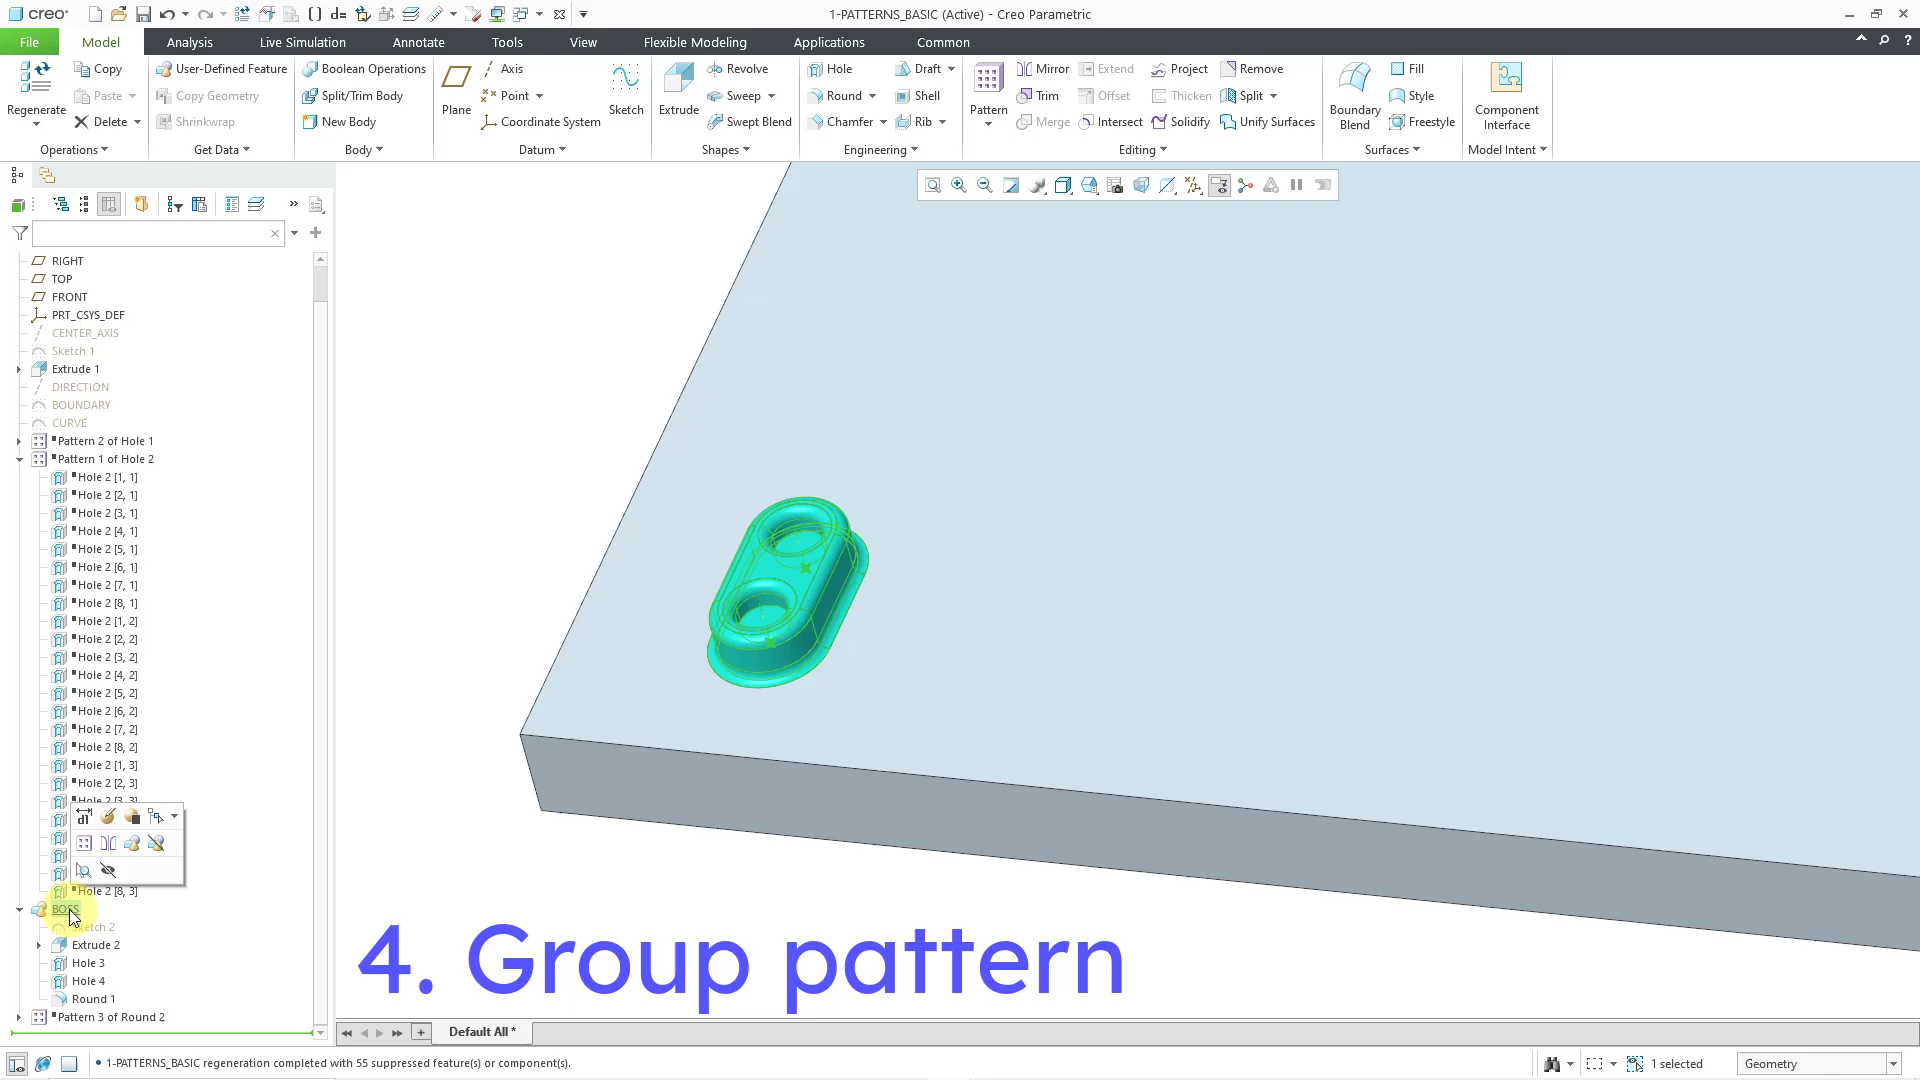 creo
1-PATTERNS_BASIC (Active) - Creo Parametric
File
Model
Analysis
Live Simulation
Annotate
Tools
View
Flexible Modeling
Applications
Common
Regenerate
Copy
Paste
Delete
Operations
User-Defined Feature
Copy Geometry
Shrinkwrap
Get Data
Boolean Operations
Split/Trim Body
New Body
Body
Plane
Axis
Point
Coordinate System
Sketch
Datum
Extrude
Revolve
Sweep
Swept Blend
Shapes
Hole
Round
Chamfer
Draft
Shell
Rib
Engineering
Pattern
Mirror
Trim
Merge
Extend
Offset
Intersect
Project
Thicken
Solidify
Remove
Split
Unify Surfaces
Editing
Boundary
Blend
Fill
Style
Freestyle
Surfaces
Component
Interface
Model Intent
RIGHT
TOP
FRONT
PRT_CSYS_DEF
CENTER_AXIS
Sketch 1
Extrude 1
DIRECTION
BOUNDARY
CURVE
Pattern 2 of Hole 1
Pattern 1 of Hole 2
Hole 2 [1, 1]
Hole 2 [2, 1]
Hole 2 [3, 1]
Hole 2 [4, 1]
Hole 2 [5, 1]
Hole 2 [6, 1]
Hole 2 [7, 1]
Hole 2 [8, 1]
Hole 2 [1, 2]
Hole 2 [2, 2]
Hole 2 [3, 2]
Hole 2 [4, 2]
Hole 2 [5, 2]
Hole 2 [6, 2]
Hole 2 [7, 2]
Hole 2 [8, 2]
Hole 2 [1, 3]
Hole 2 [2, 3]
Hole 2 [3, 3]
Hole 2 [8, 3]
BOSS
Sketch 2
Extrude 2
Hole 3
Hole 4
Round 1
Pattern 3 of Round 2
4. Group pattern
Default All *
1-PATTERNS_BASIC regeneration completed with 55 suppressed feature(s) or component(s).
1 selected
Geometry